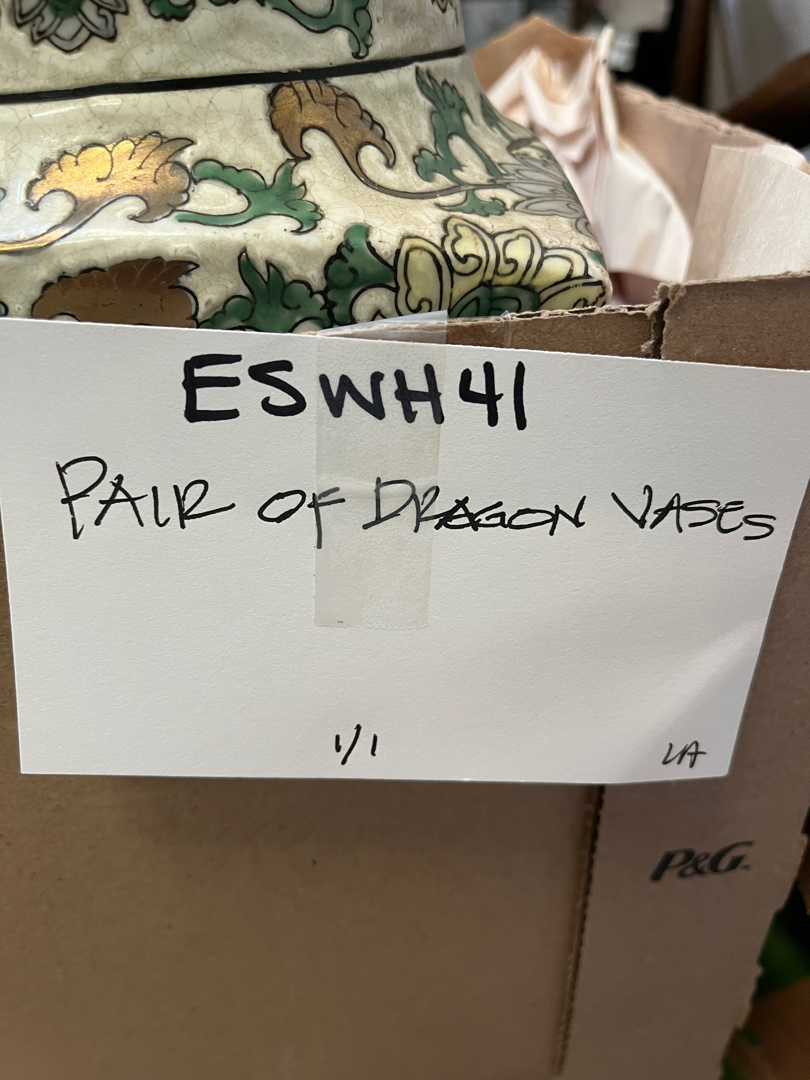 ESWH41
PAIR OF DRAGON VASES
1/1
LA
P&G